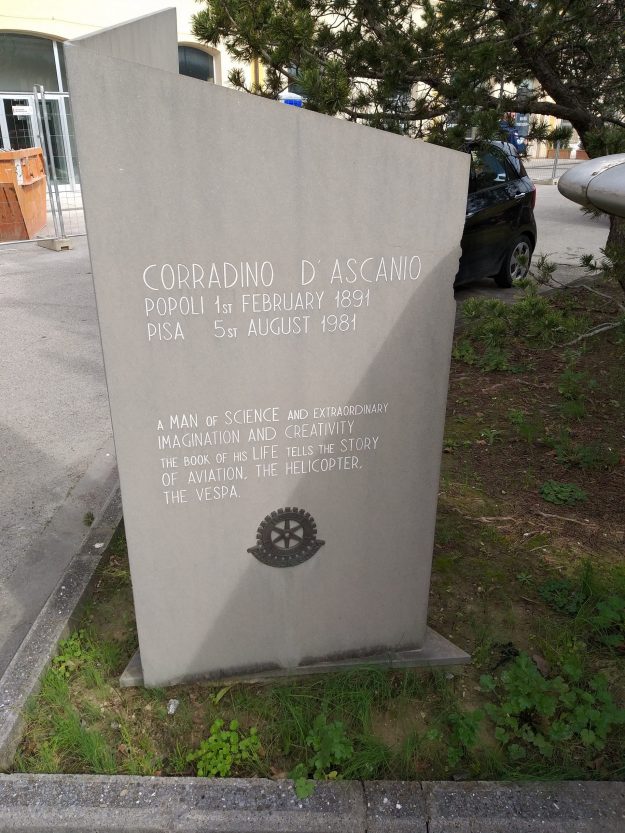 CORRADINO D'ASCANIO
POPOLI 1ST FEBRUARY 1891
PISA 5ST AUGUST 1981
A MAN OF SCIENCE AND EXTRAORDINARY
IMAGINATION AND CREATIVITY
THE BOOK OF HIS LIFE TELLS THE STORY
OF AVIATION, THE HELICOPTER,
THE VESPA.